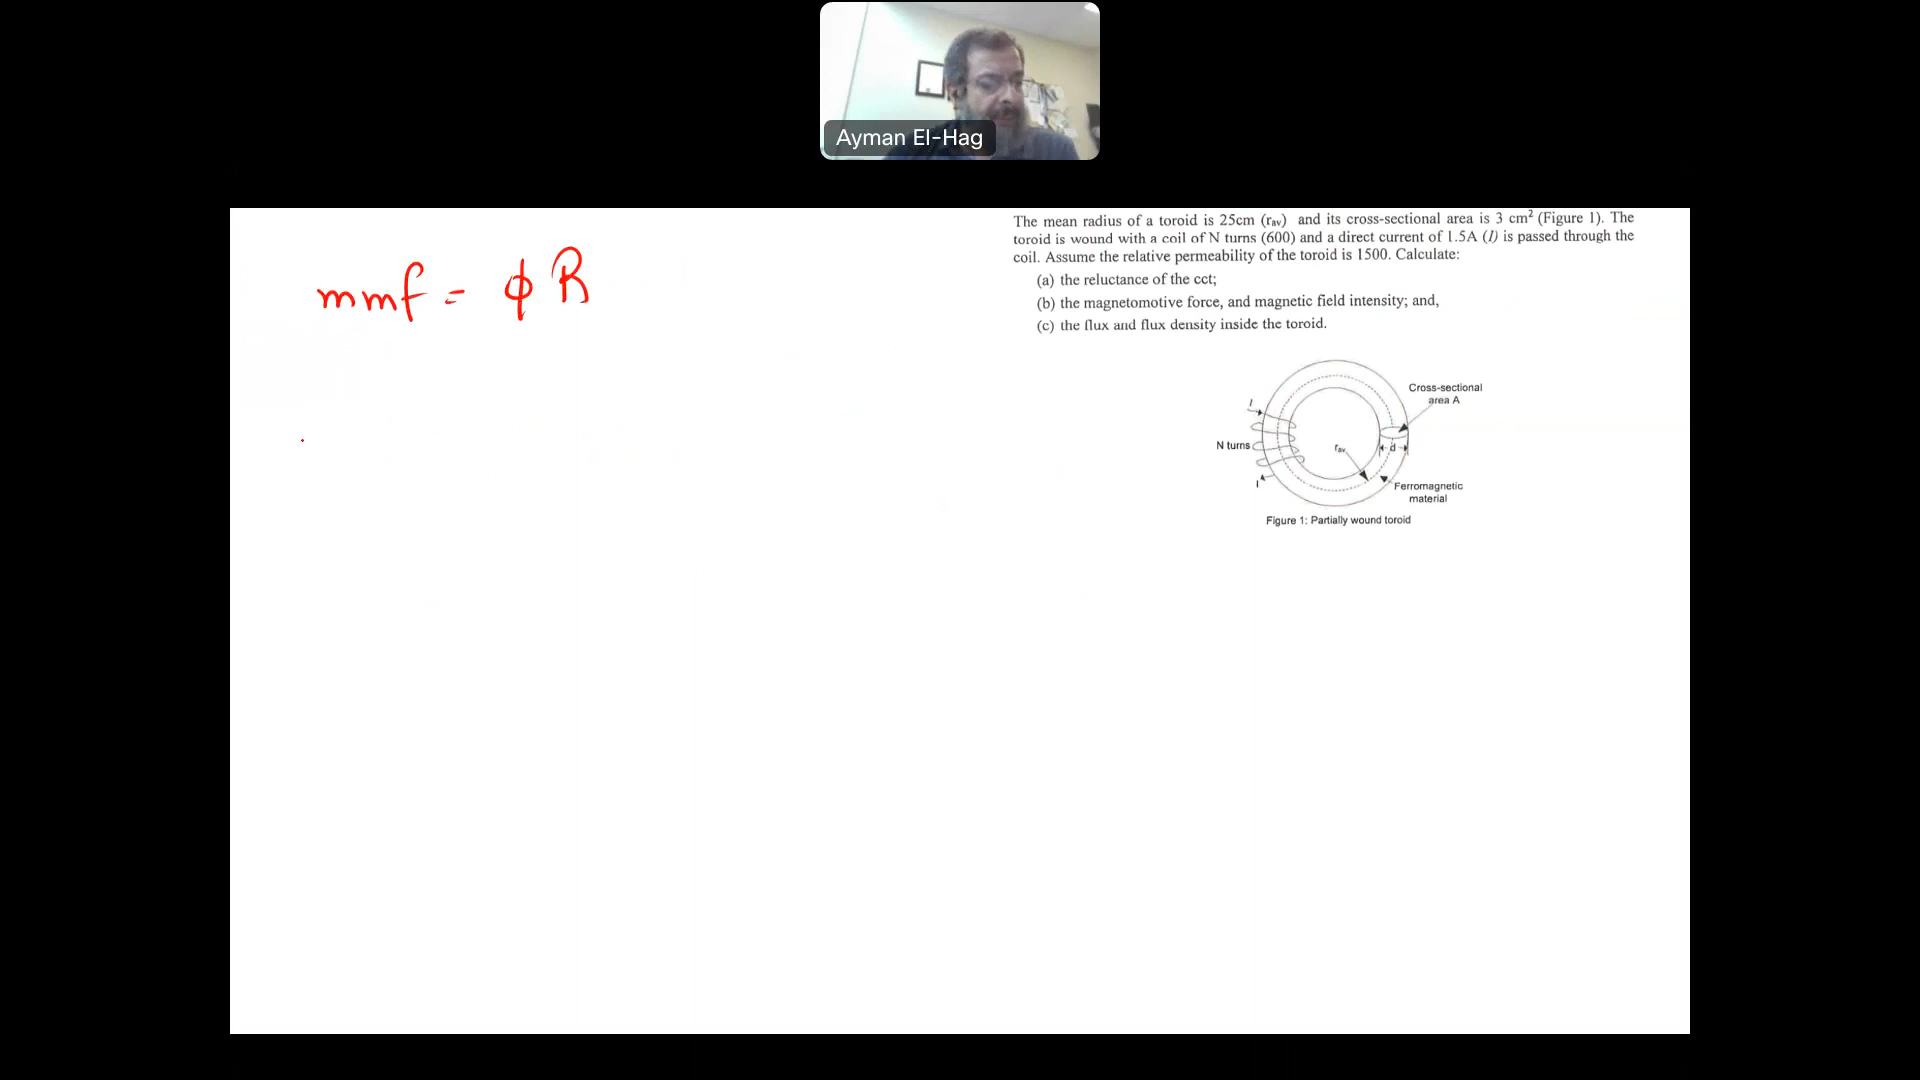 Ayman El-Hag
mmf = φ R
The mean radius of a toroid is 25cm (rav) and its cross-sectional area is 3 cm² (Figure 1). The
toroid is wound with a coil of N turns (600) and a direct current of 1.5A (I) is passed through the
coil. Assume the relative permeability of the toroid is 1500. Calculate:
(a) the reluctance of the cct;
(b) the magnetomotive force, and magnetic field intensity; and,
(c) the flux and flux density inside the toroid.
Cross-sectional
area A
I
N turns
rav
d
I
Ferromagnetic
material
Figure 1: Partially wound toroid